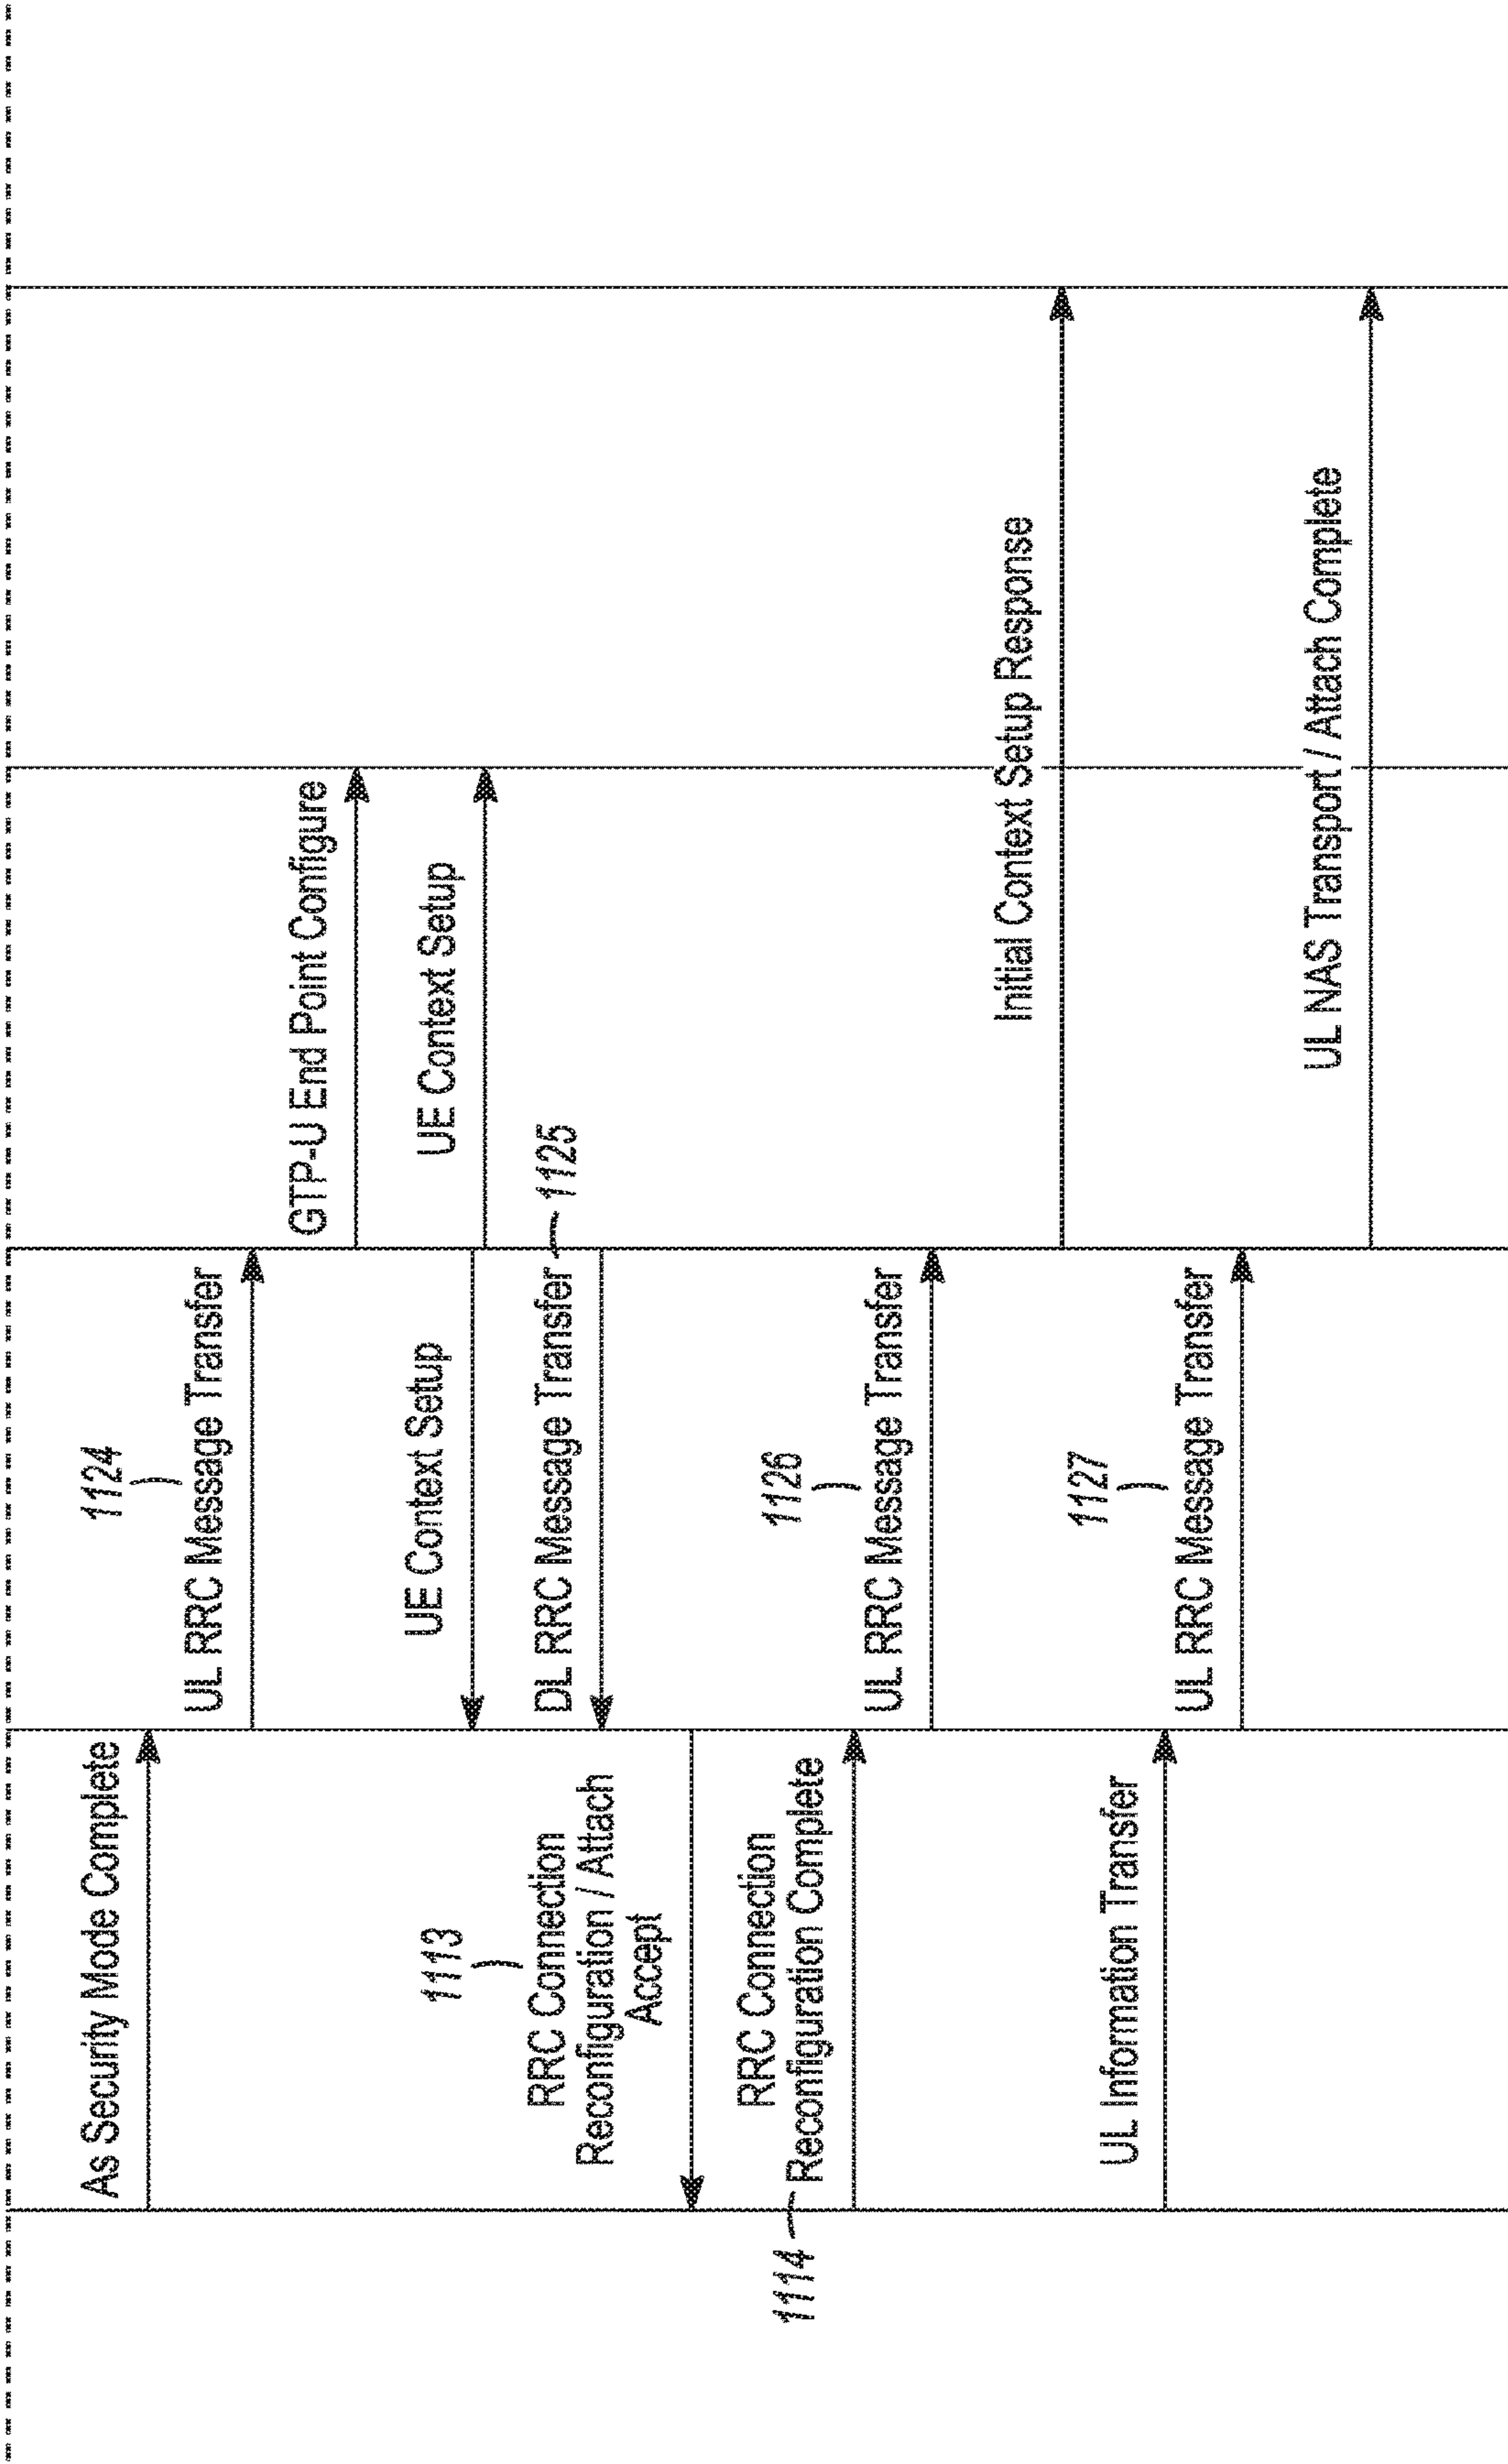 As Security Mode Complete
1124
UL RRC Message Transfer
GTP-U End Point Configure
UE Context Setup
UE Context Setup
DL RRC Message Transfer
1125
1113
RRC Connection
Reconfiguration / Attach
Accept
RRC Connection
1114
Reconfiguration Complete
1126
UL RRC Message Transfer
Initial Context Setup Response
UL Information Transfer
1127
UL RRC Message Transfer
UL NAS Transport / Attach Complete